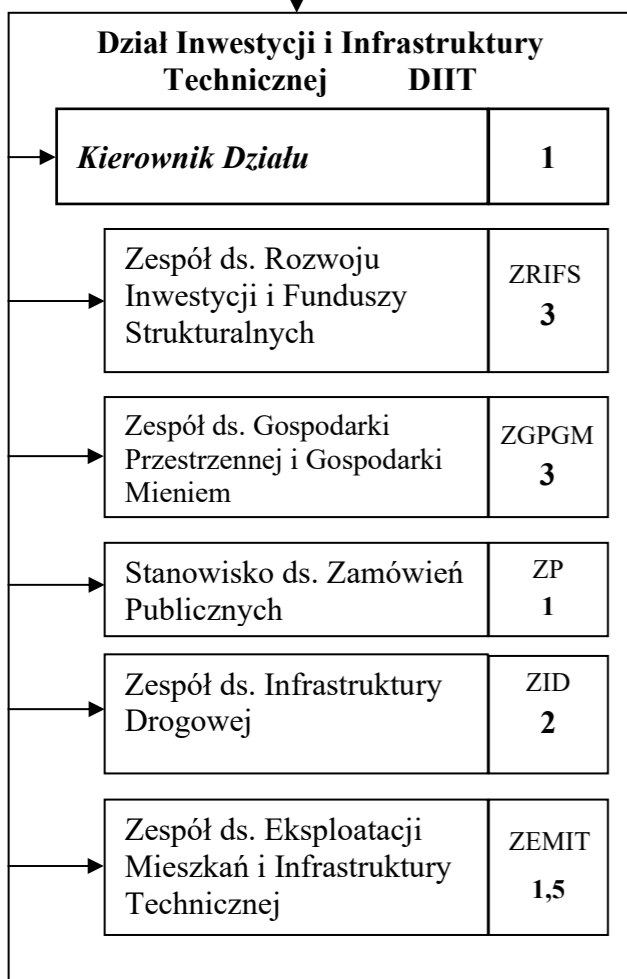 Dział Inwestycji i Infrastruktury
Technicznej DIIT
Kierownik Działu 1
Zespół ds. Rozwoju
Inwestycji i Funduszy
Strukturalnych
ZRIFS
3
Zespół ds. Gospodarki
Przestrzennej i Gospodarki
Mieniem
ZGPGM
3
Stanowisko ds. Zamówień
Publicznych
ZP
1
Zespół ds. Infrastruktury
Drogowej
ZID
2
Zespół ds. Eksploatacji
Mieszkań i Infrastruktury
Technicznej
ZEMIT
1,5